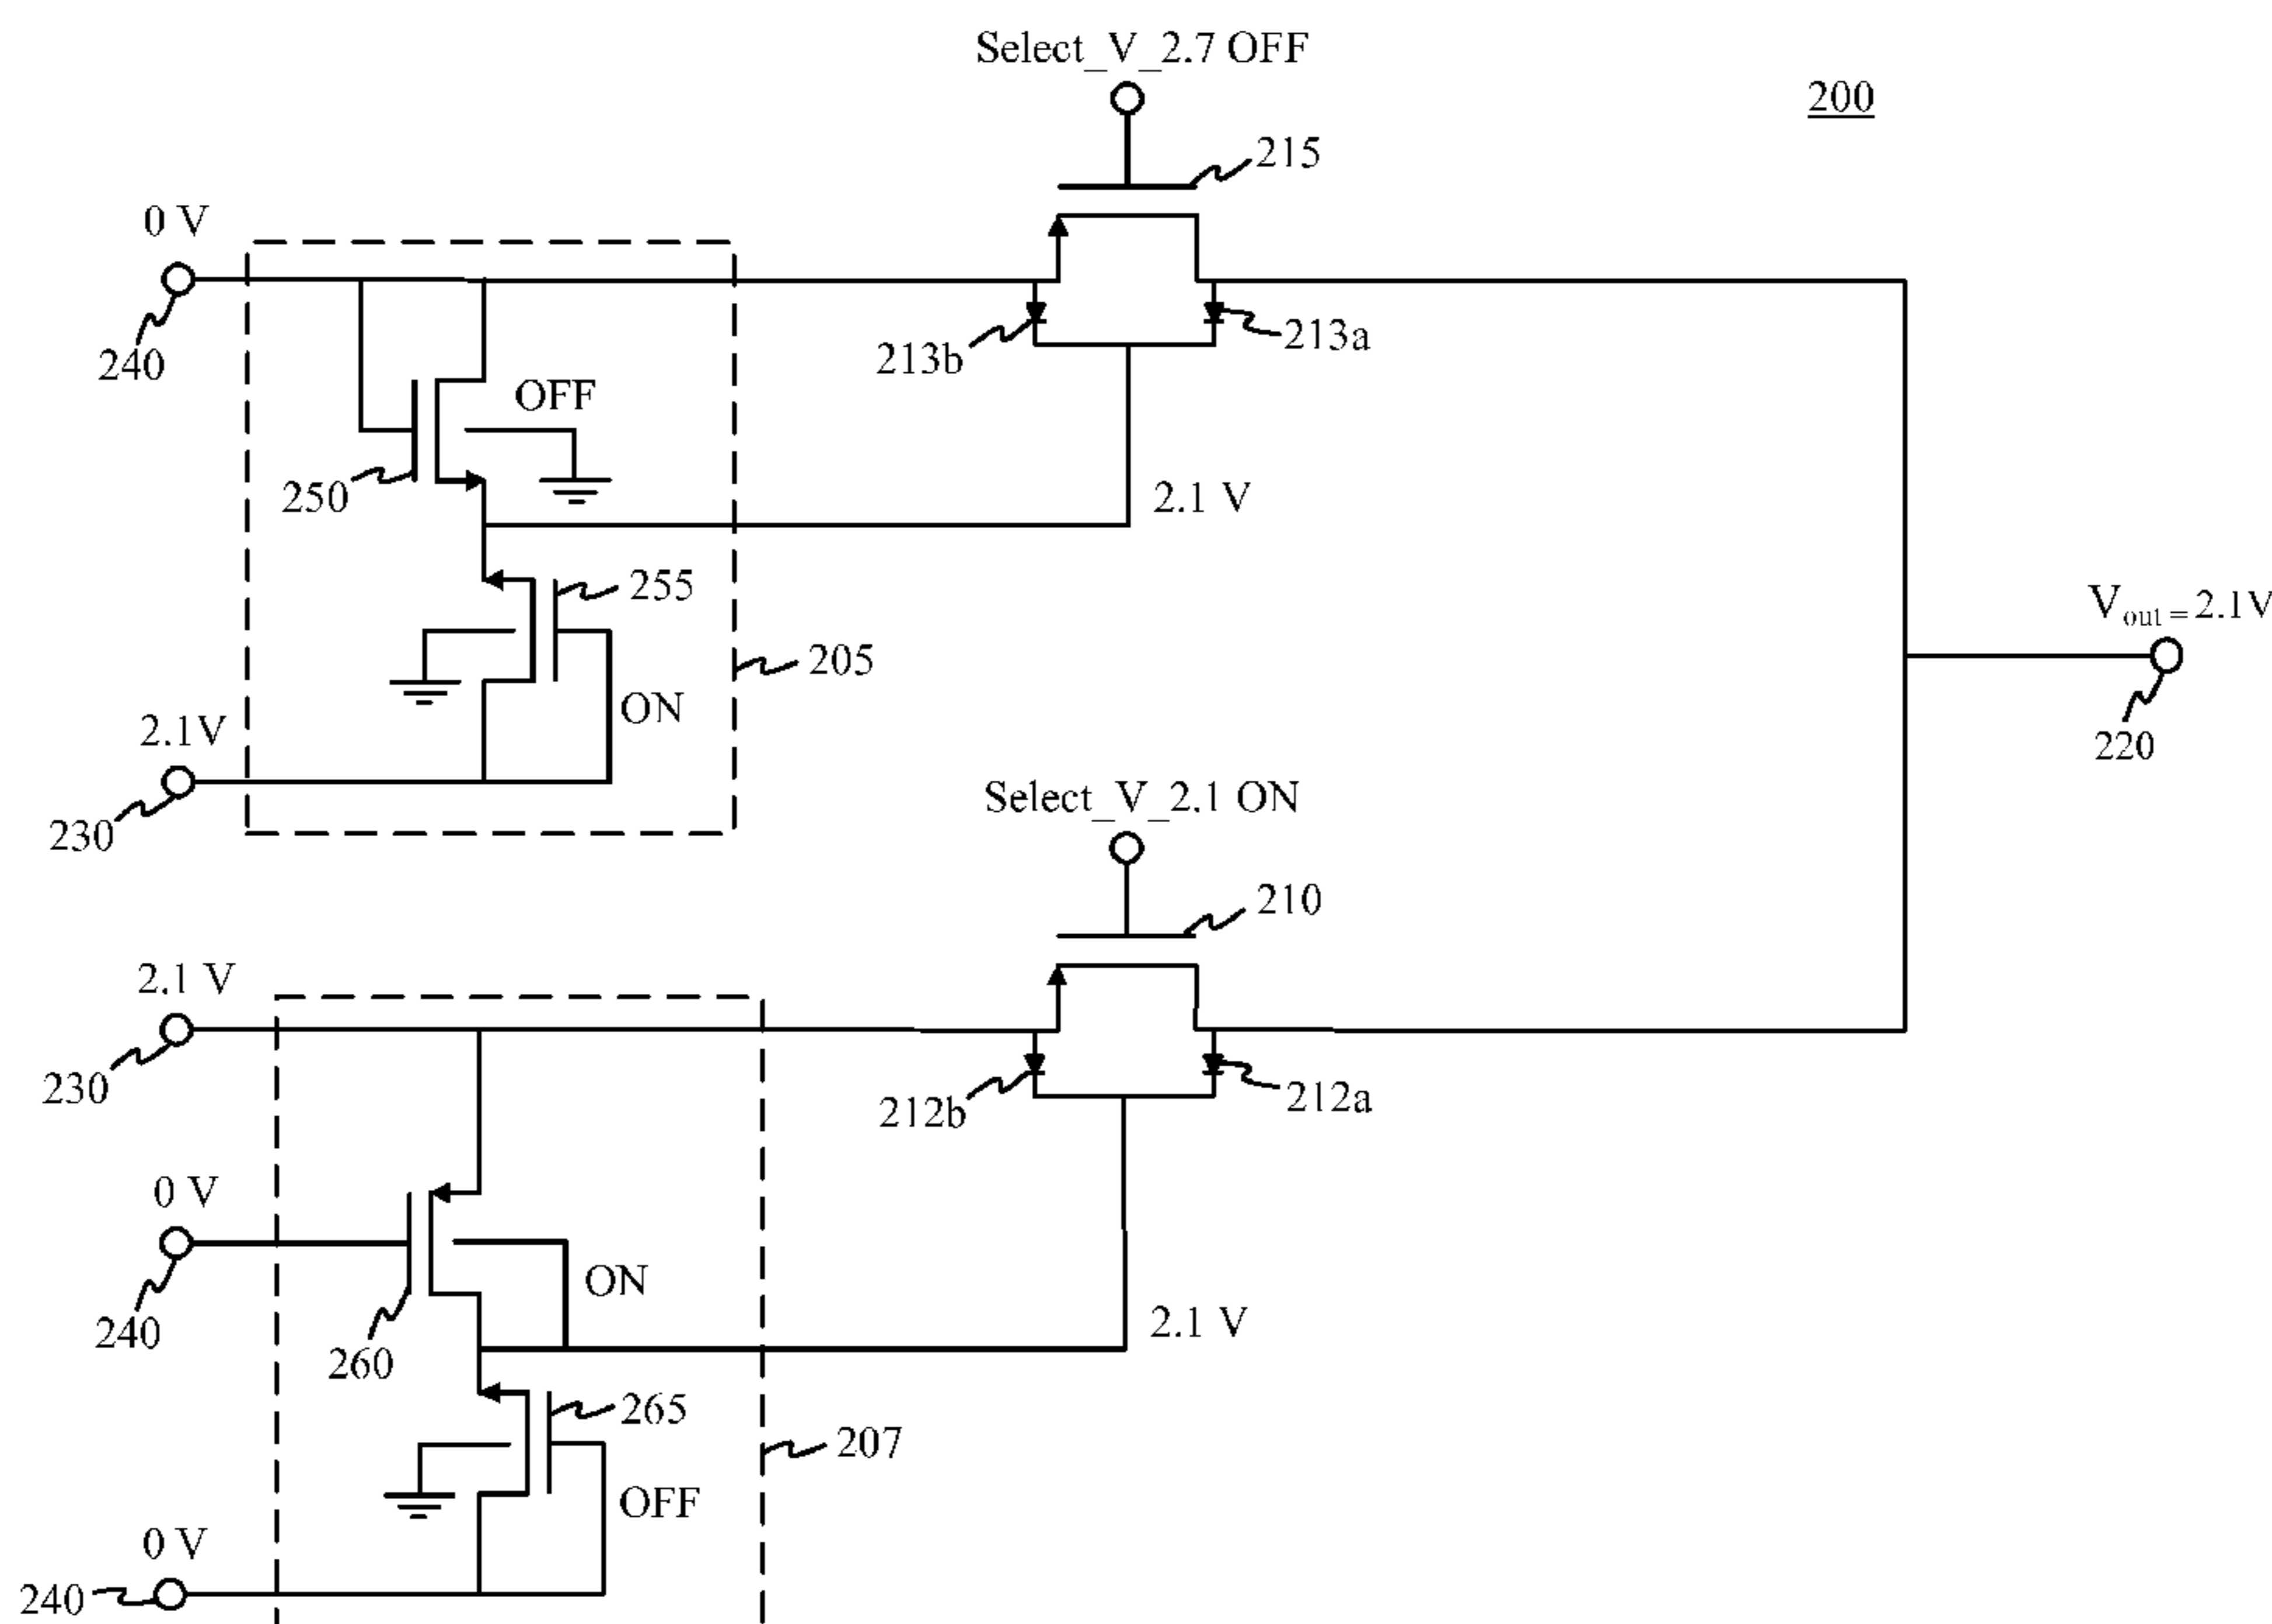 Select_V_2.7 OFF
200
215
0 V
240
213b
213a
OFF
250
2.1 V
255
205
ON
2.1V
230
Vout = 2.1V
220
Select_V_2.1 ON
210
2.1 V
230
212b
212a
0 V
240
ON
260
2.1 V
265
207
OFF
0 V
240